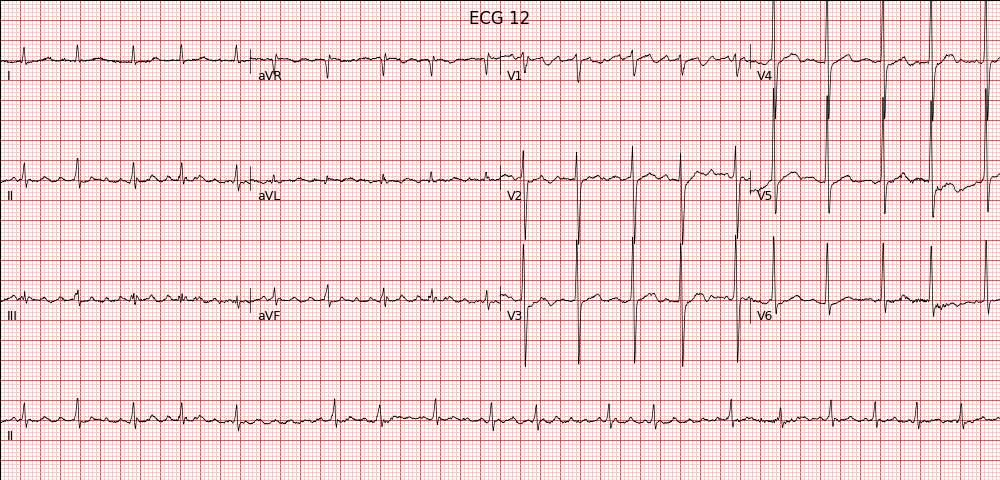 ECG 12
I aVR V1 V4
II aVL V2 V5
III aVF V3 V6
II